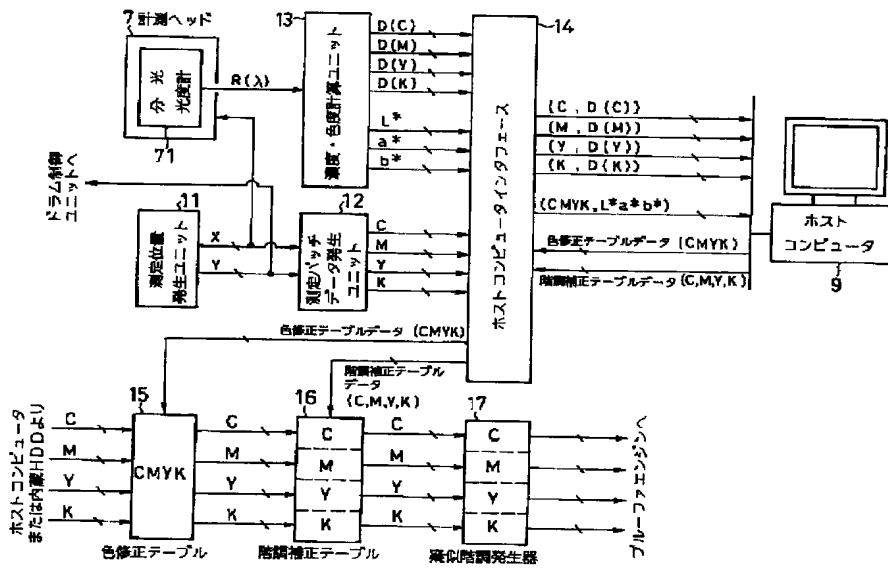 7 計測ヘッド
分光
光度計
71
R(λ)
13
濃度・色度計算ユニット
D(C)
D(M)
D(Y)
D(K)
L*
a*
b*
14
ホストコンピュータインタフェース
{C, D(C)}
{M, D(M)}
{Y, D(Y)}
{K, D(K)}
(CMYK, L*a*b*)
色修正テーブルデータ (CMYK)
階調補正テーブルデータ (C,M,Y,K)
ホスト
コンピュータ
9
ドラム制御
ユニットへ
11
測定位置
発生ユニット
X
Y
12
測定パッチ
データ発生
ユニット
C
M
Y
K
色修正テーブルデータ (CMYK)
階調補正テーブル
データ
(C,M,Y,K)
ホストコンピュータ
または内蔵HDDより
C
M
Y
K
15
CMYK
色修正テーブル
C
M
Y
K
16
C
M
Y
K
階調補正テーブル
C
M
Y
K
17
C
M
Y
K
疑似階調発生器
プルーファエンジンへ